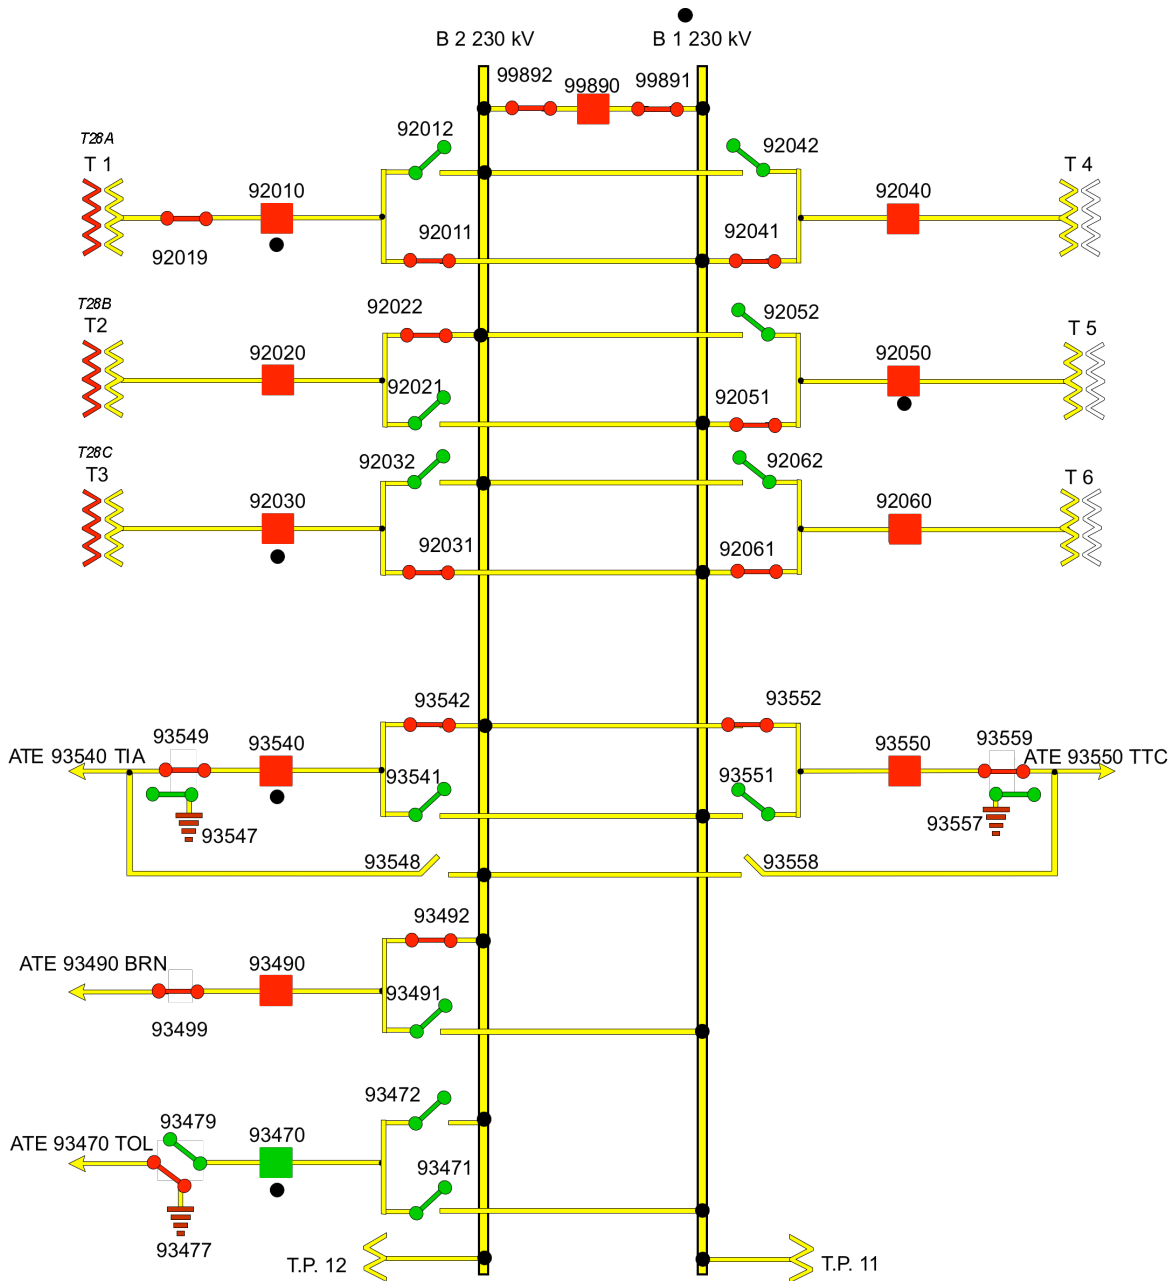 B 2 230 kV
B 1 230 kV
99892
99890
99891
92012
92042
T28A
T 1
T 4
92010
92040
92011
92041
92019
T28B
T2
92022
92052
T 5
92020
92050
92021
92051
T28C
T3
92032
92062
T 6
92030
92060
92031
92061
93542
93552
93549
93540
93550
93559
ATE 93540 TIA
ATE 93550 TTC
93541
93551
93547
93557
93548
93558
93492
ATE 93490 BRN
93490
93491
93499
93472
93479
93470
ATE 93470 TOL
93471
93477
T.P. 12
T.P. 11